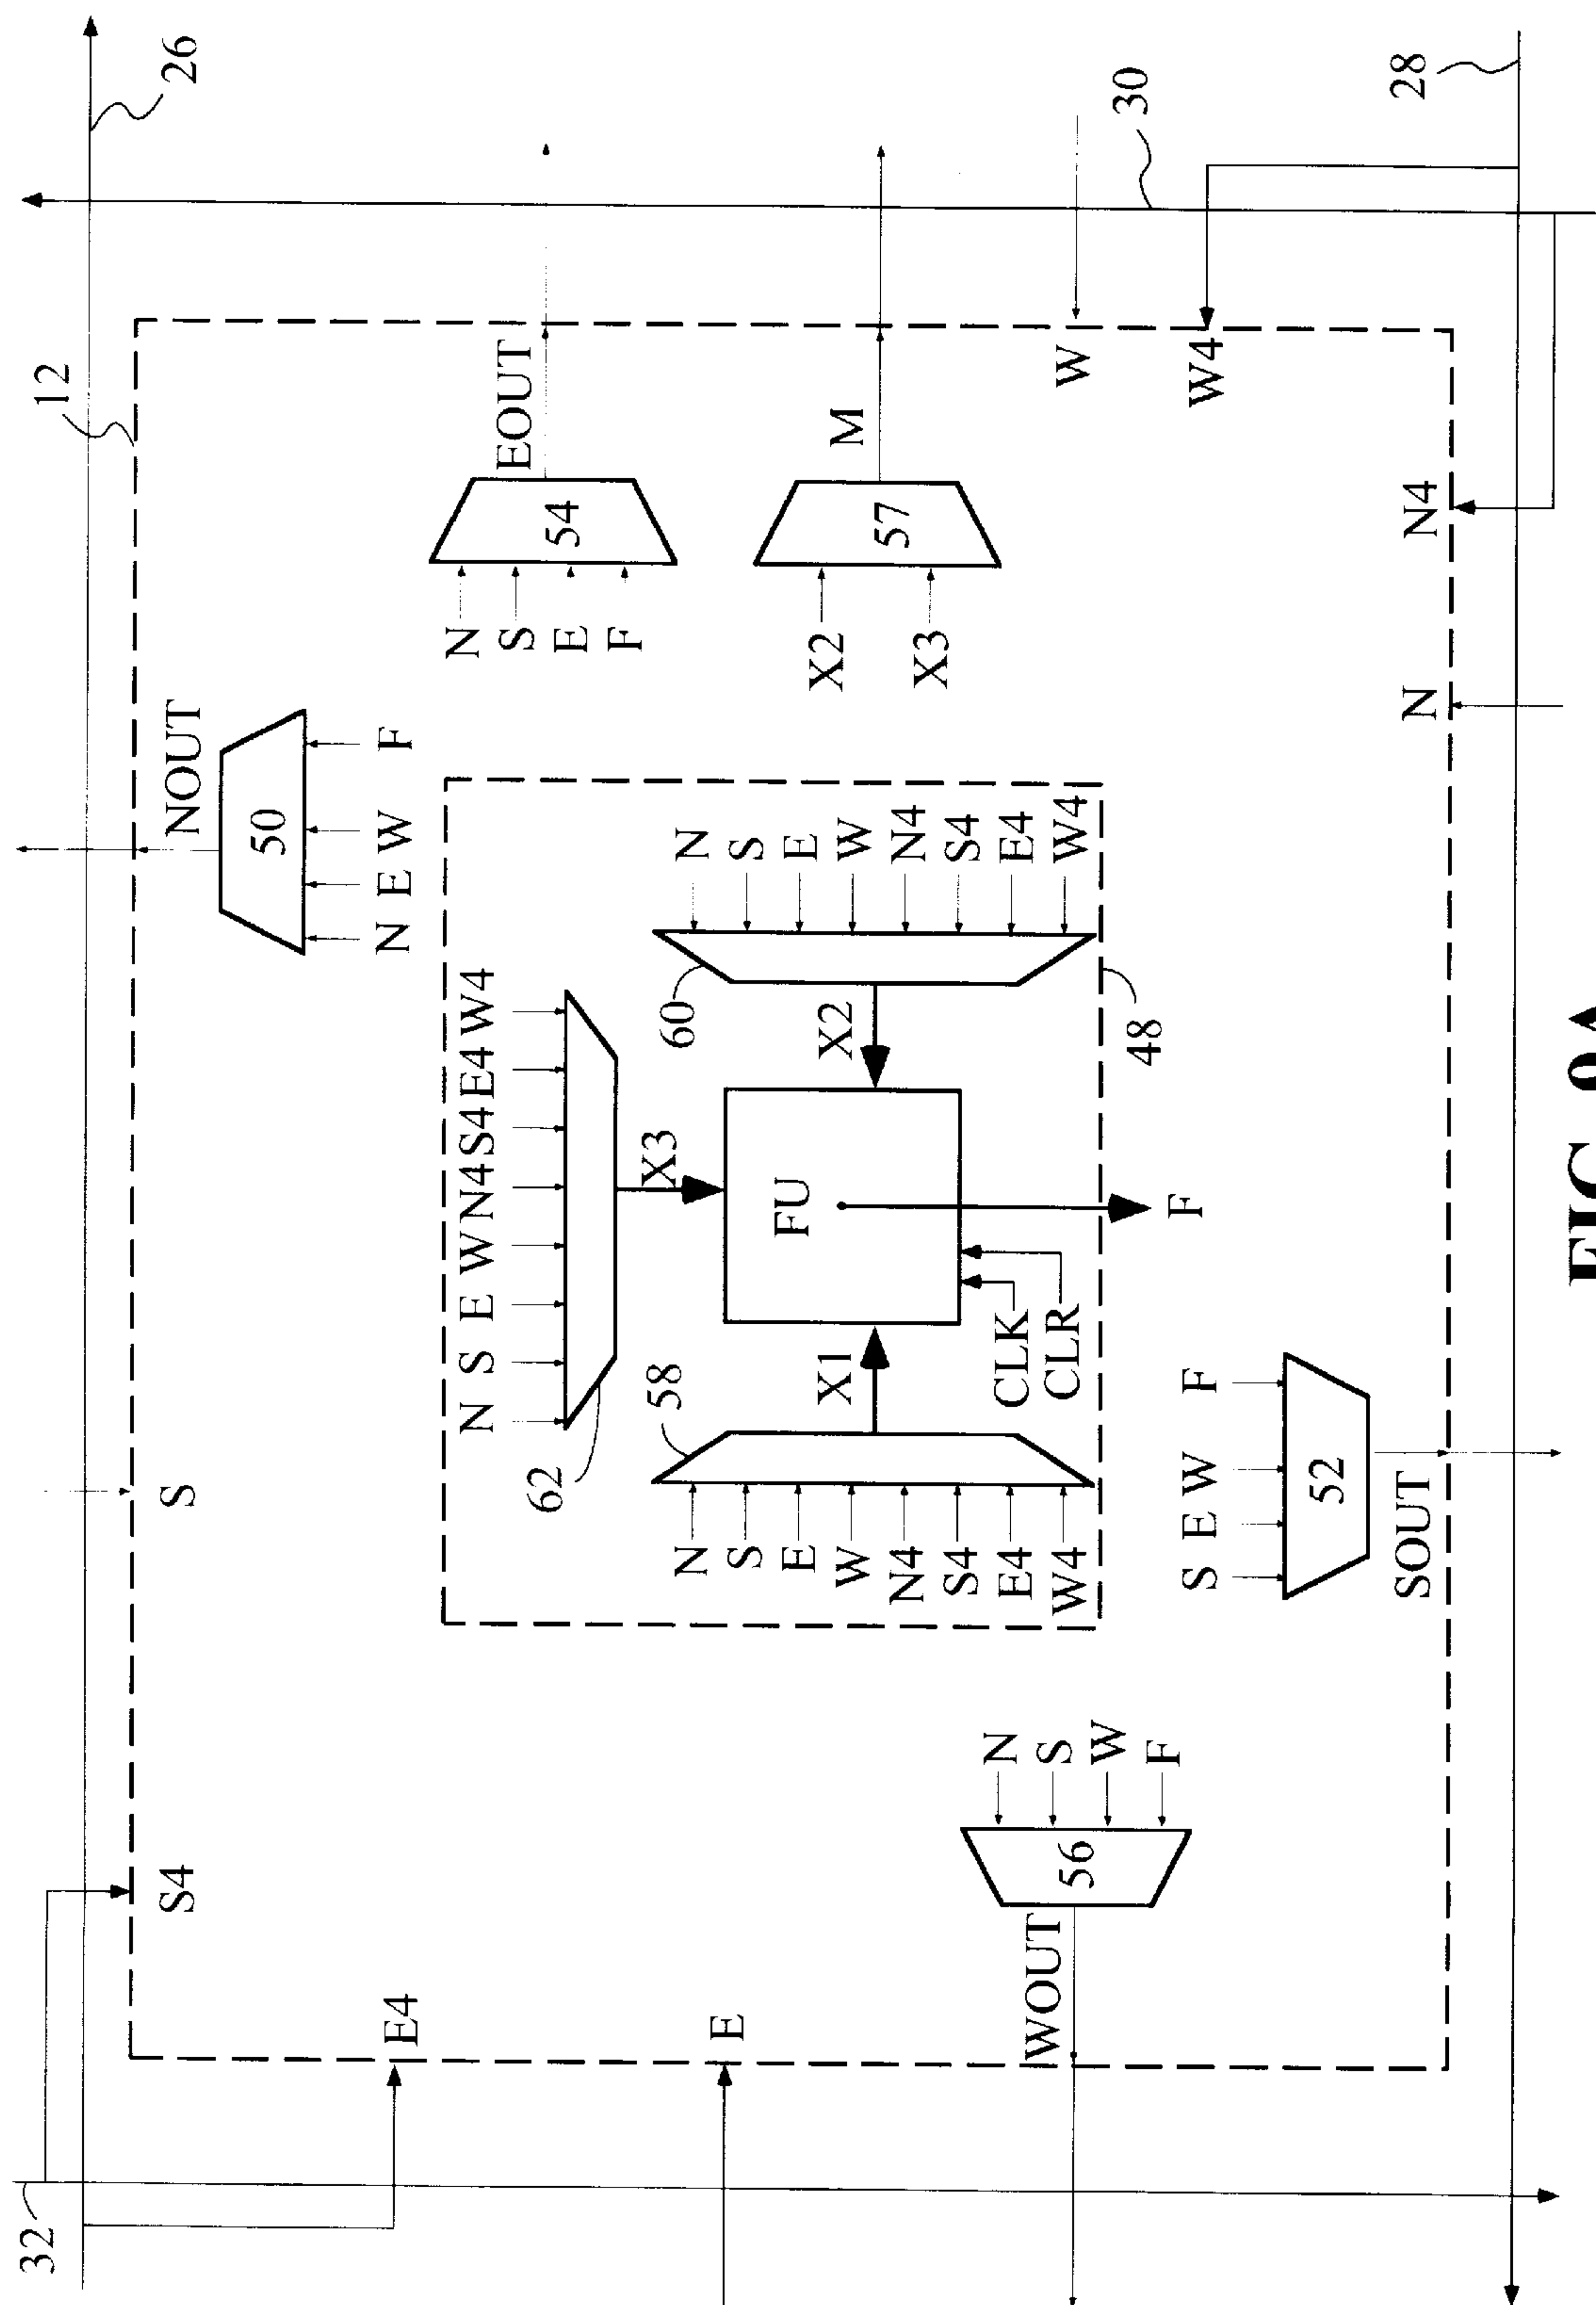 32
26
12
S4
S
NOUT
50
N E W F
E4
N S E W N4 S4 E4 W4
62
X3
EOUT
54
N
S
E
F
E
58
X1
N
S
E
W
N4
S4
E4
W4
FU
60
X2
N
S
E
W
N4
S4
E4
W4
M
57
X2
X3
CLK
CLR
48
F
WOUT
56
N
S
W
F
W
W4
30
S E W F
52
SOUT
N
N4
28
FIG. 9A